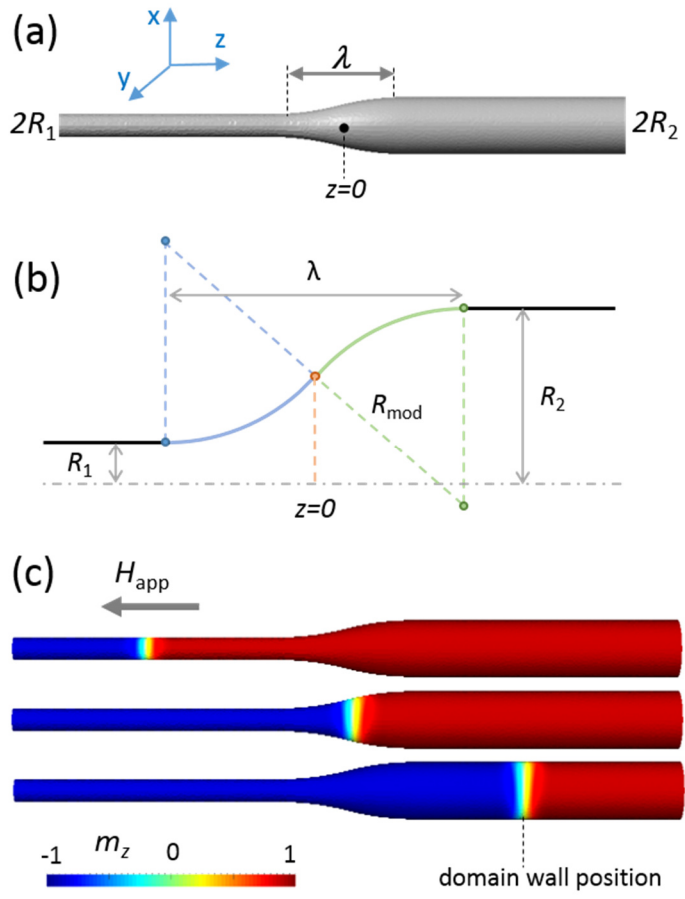 (a)
x
z
y
λ
2R1
2R2
z=0
(b)
λ
Rmod
R2
R1
z=0
(c)
Happ
-1 mz 0 1
domain wall position